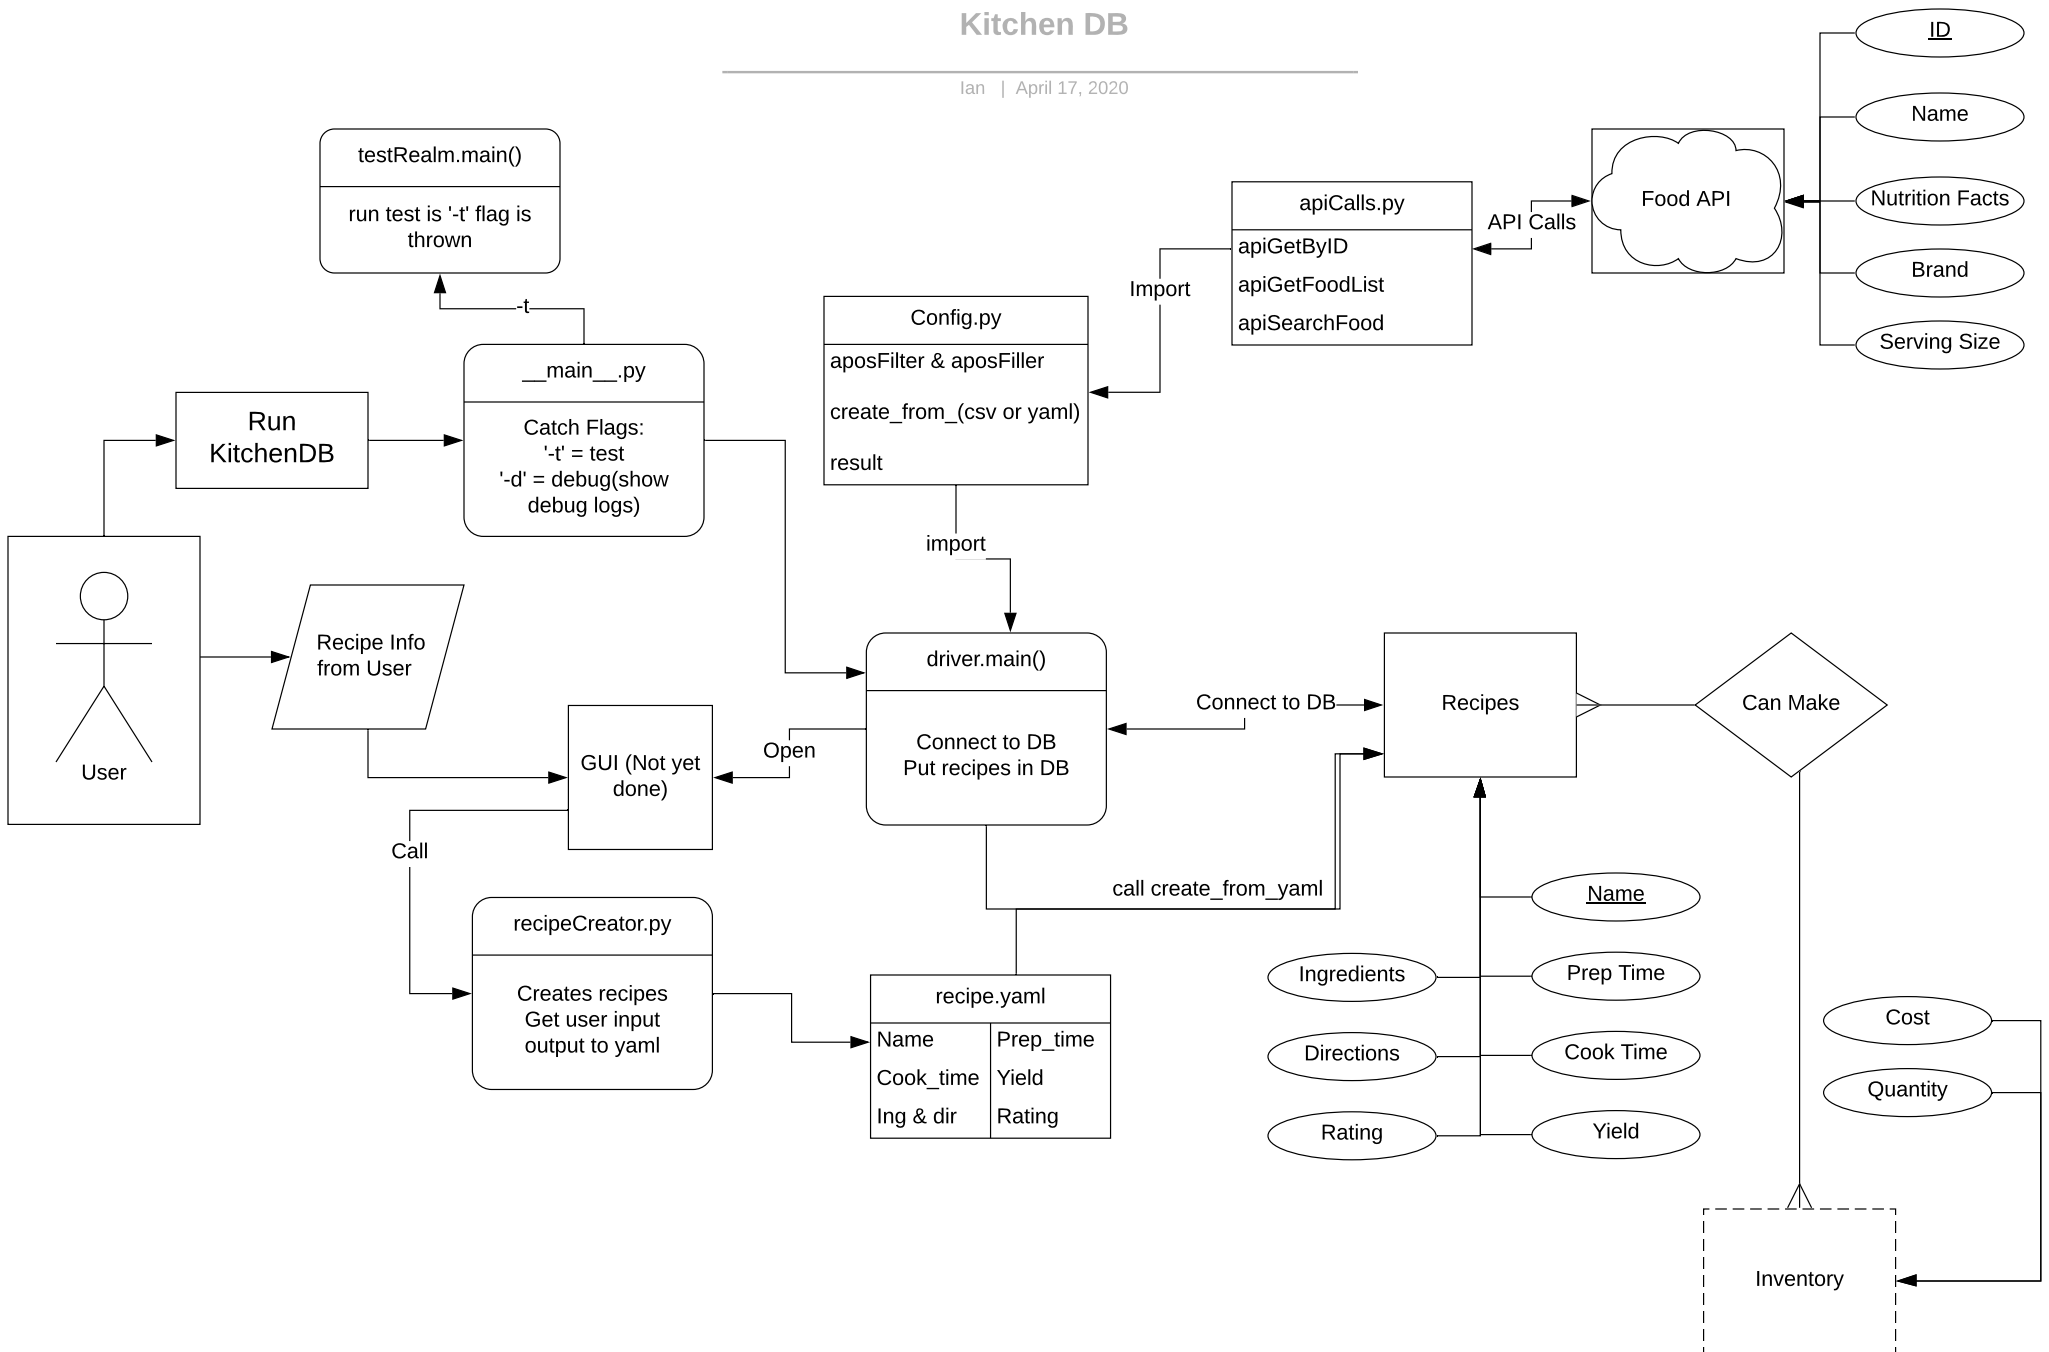 Kitchen DB
Ian | April 17, 2020
ID
Name
Nutrition Facts
Brand
Serving Size
Food API
API Calls
apiCalls.py
apiGetByID
apiGetFoodList
apiSearchFood
Import
testRealm.main()
run test is '-t' flag is
thrown
-t
Config.py
aposFilter & aposFiller
create_from_(csv or yaml)
result
import
__main__.py
Catch Flags:
'-t' = test
'-d' = debug(show
debug logs)
Run
KitchenDB
User
Recipe Info
from User
GUI (Not yet
done)
Open
Call
driver.main()
Connect to DB
Put recipes in DB
Connect to DB
Recipes
Can Make
call create_from_yaml
recipeCreator.py
Creates recipes
Get user input
output to yaml
recipe.yaml
Name
Prep_time
Cook_time
Yield
Ing & dir
Rating
Name
Ingredients
Prep Time
Directions
Cook Time
Rating
Yield
Cost
Quantity
Inventory